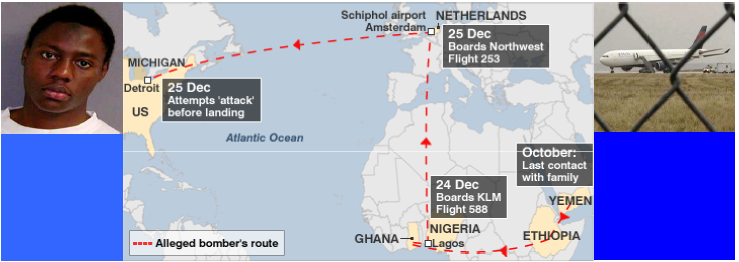 Schiphol airport
Amsterdam
NETHERLANDS
25 Dec
Boards Northwest
Flight 253
MICHIGAN
Detroit
US
25 Dec
Attempts 'attack'
before landing
Atlantic Ocean
October:
Last contact
with family
24 Dec
Boards KLM
Flight 588
YEMEN
NIGERIA
GHANA
Lagos
ETHIOPIA
Alleged bomber's route